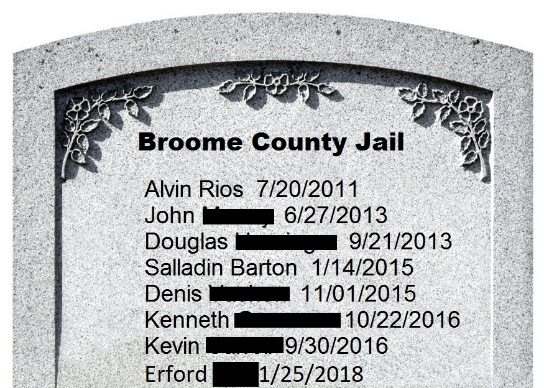 Broome County Jail
Alvin Rios 7/20/2011
John 6/27/2013
Douglas 9/21/2013
Salladin Barton 1/14/2015
Denis 11/01/2015
Kenneth 10/22/2016
Kevin 9/30/2016
Erford 1/25/2018